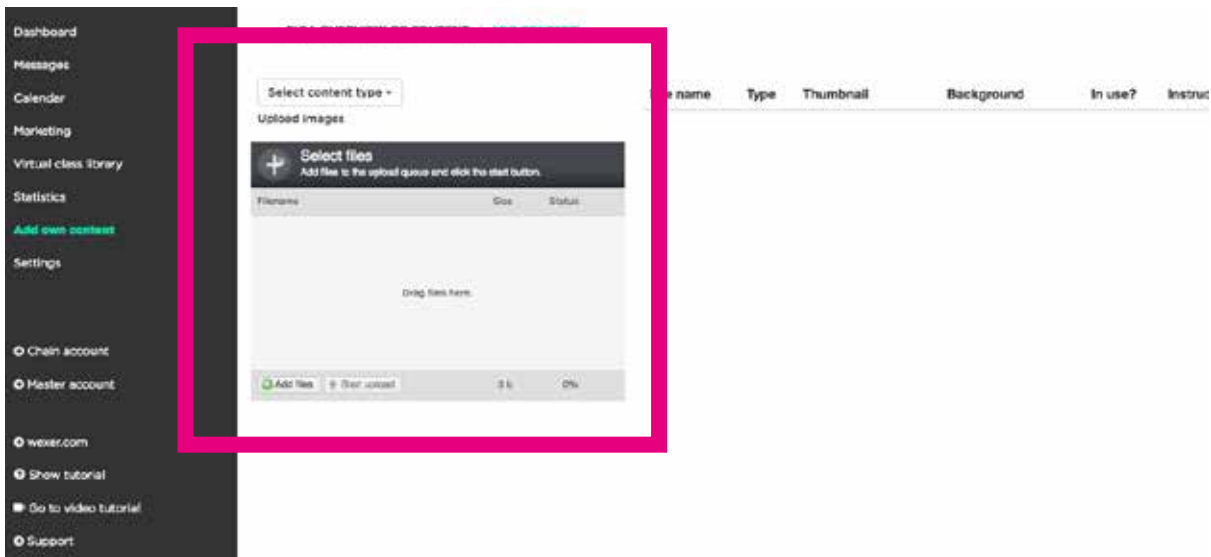 Dashboard
Messages
Calender
Marketing
Virtual class library
Statistics
Add own content
Settings
Chain account
Master account
wexer.com
Show tutorial
Go to video tutorial
Support
Select content type
Upload images
Select files
Add files to the upload queue and click the start button.
Filename Size Status
Drag files here.
Add files Start upload 0 b 0%
name Type Thumbnail Background In use? Instruc